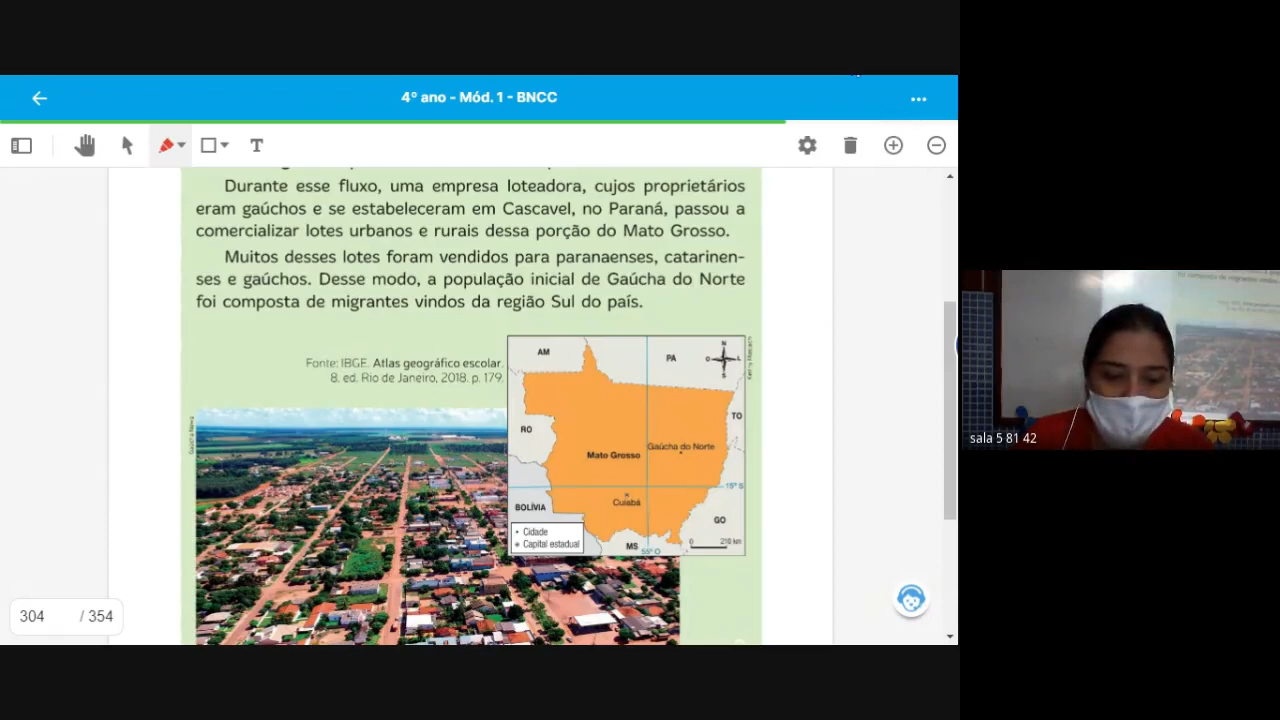 4º ano - Mód. 1 - BNCC
T
Durante esse fluxo, uma empresa loteadora, cujos proprietários
eram gaúchos e se estabeleceram em Cascavel, no Paraná, passou a
comercializar lotes urbanos e rurais dessa porção do Mato Grosso.
Muitos desses lotes foram vendidos para paranaenses, catarinen-
ses e gaúchos. Desse modo, a população inicial de Gaúcha do Norte
foi composta de migrantes vindos da região Sul do país.
Fonte: IBGE. Atlas geográfico escolar.
8. ed. Rio de Janeiro, 2018. p. 179.
AM
PA
N
O
L
S
TO
RO
Gaúcha do Norte
Mato Grosso
15º S
Cuiabá
BOLÍVIA
GO
Cidade
Capital estadual
MS
55º O
0 210 km
Gaúcha News
304 / 354
sala 5 81 42